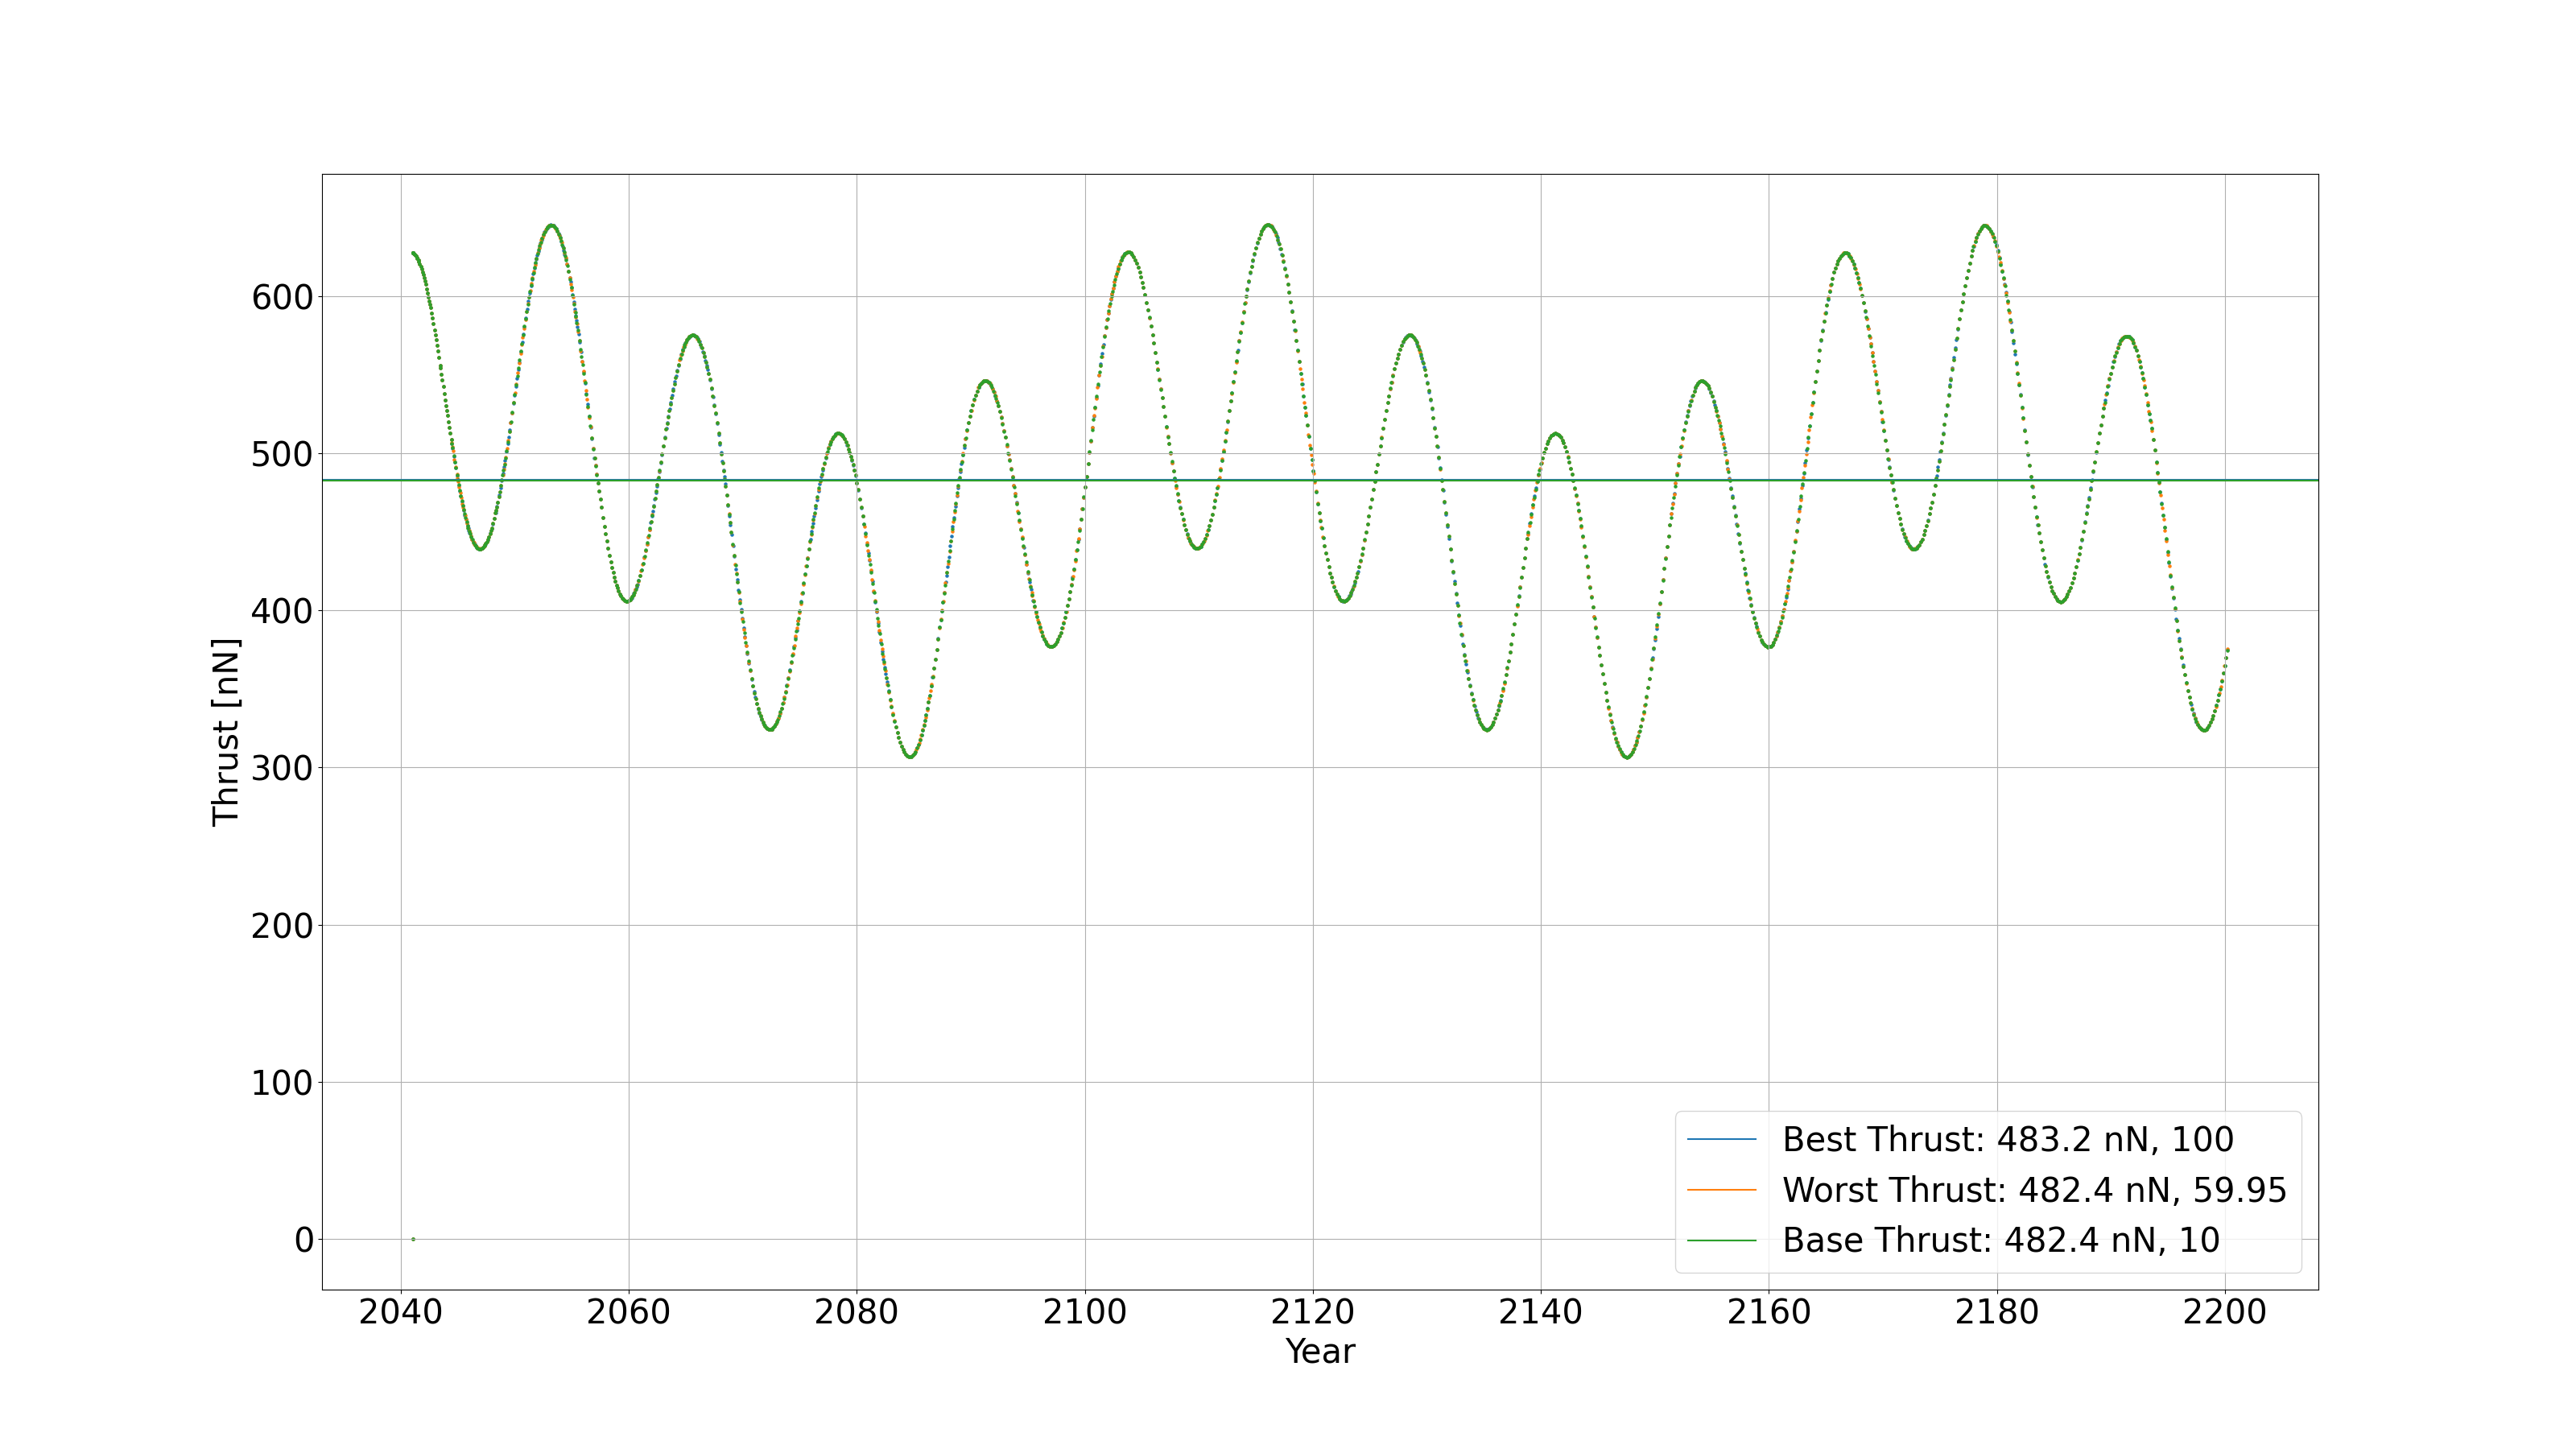 600
500
400
300
200
100
0
Thrust [nN]
2040 2060 2080 2100 2120 2140 2160 2180 2200
Year
Best Thrust: 483.2 nN, 100
Worst Thrust: 482.4 nN, 59.95
Base Thrust: 482.4 nN, 10